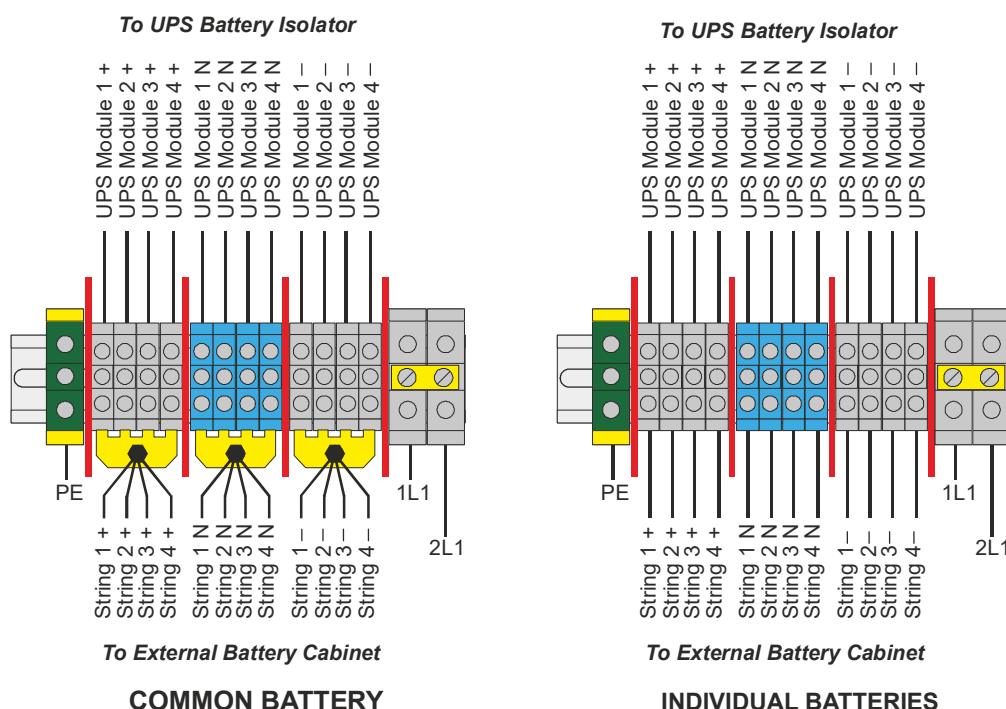 To UPS Battery Isolator
UPS Module 1 +
UPS Module 2 +
UPS Module 3 +
UPS Module 4 +
UPS Module 1 N
UPS Module 2 N
UPS Module 3 N
UPS Module 4 N
UPS Module 1 –
UPS Module 2 –
UPS Module 3 –
UPS Module 4 –
PE
1L1
2L1
String 1 +
String 2 +
String 3 +
String 4 +
String 1 N
String 2 N
String 3 N
String 4 N
String 1 –
String 2 –
String 3–
String 4–
To External Battery Cabinet
COMMON BATTERY
To UPS Battery Isolator
UPS Module 1 +
UPS Module 2 +
UPS Module 3 +
UPS Module 4 +
UPS Module 1 N
UPS Module 2 N
UPS Module 3 N
UPS Module 4 N
UPS Module 1 –
UPS Module 2 –
UPS Module 3 –
UPS Module 4 –
PE
1L1
2L1
String 1 +
String 2 +
String 3 +
String 4 +
String 1 N
String 2 N
String 3 N
String 4 N
String 1–
String 2–
String 3–
String 4–
To External Battery Cabinet
INDIVIDUAL BATTERIES